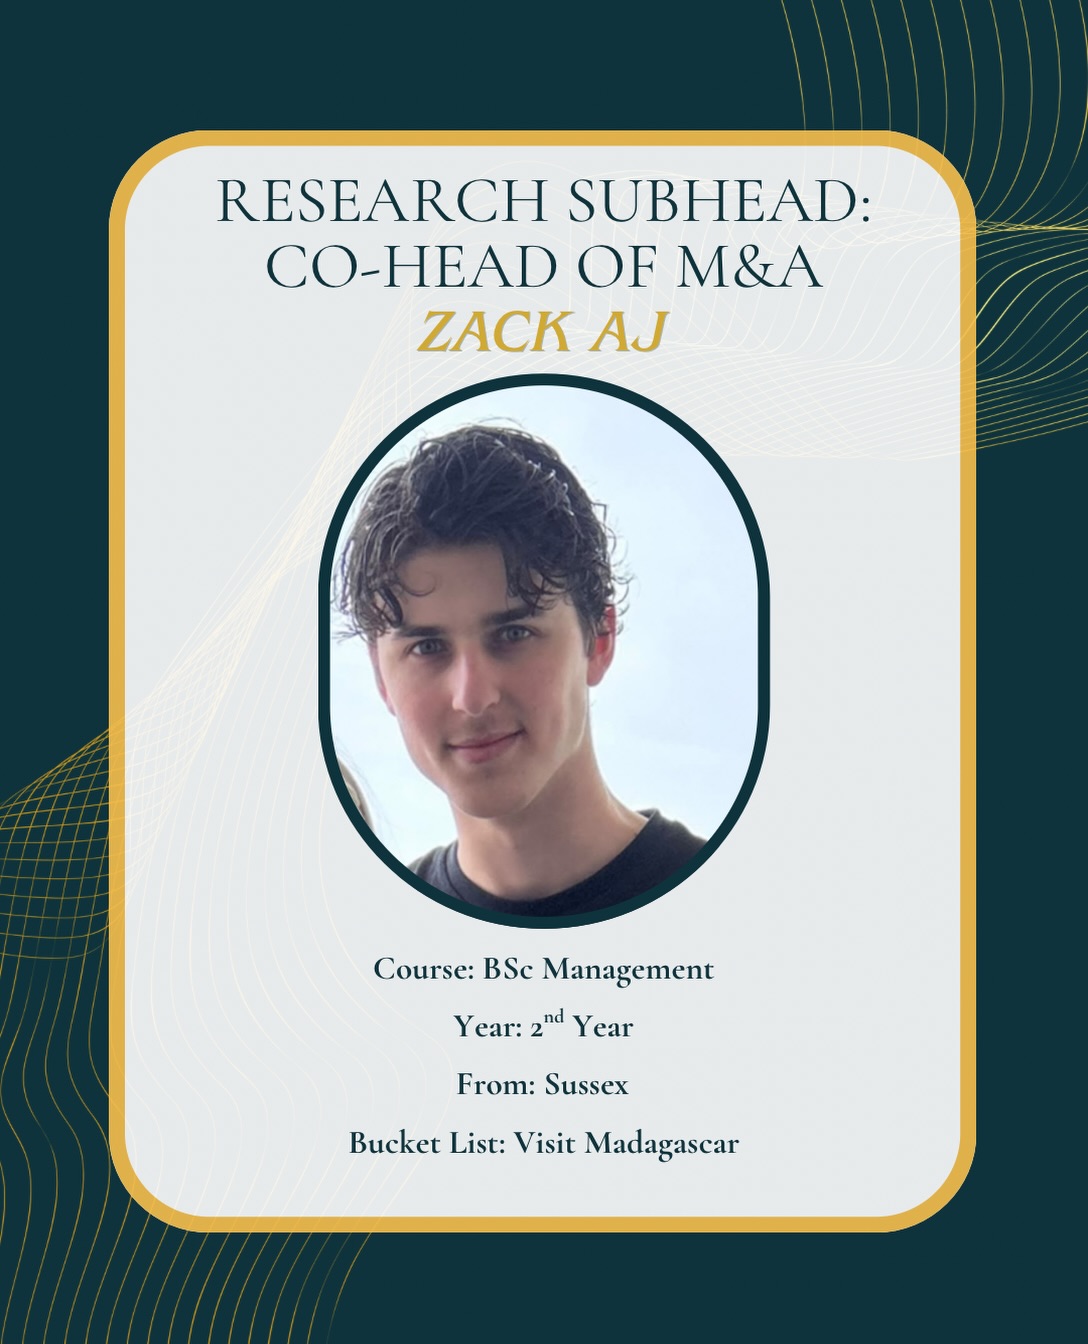 RESEARCH SUBHEAD:
CO-HEAD OF M&A
ZACK AJ
Course: BSc Management
Year: 2nd Year
From: Sussex
Bucket List: Visit Madagascar